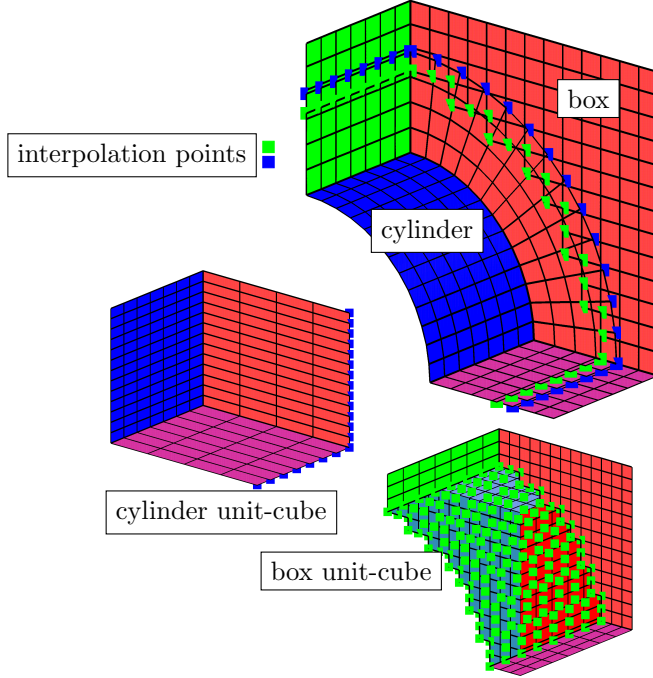 box
interpolation points
cylinder
cylinder unit-cube
box unit-cube